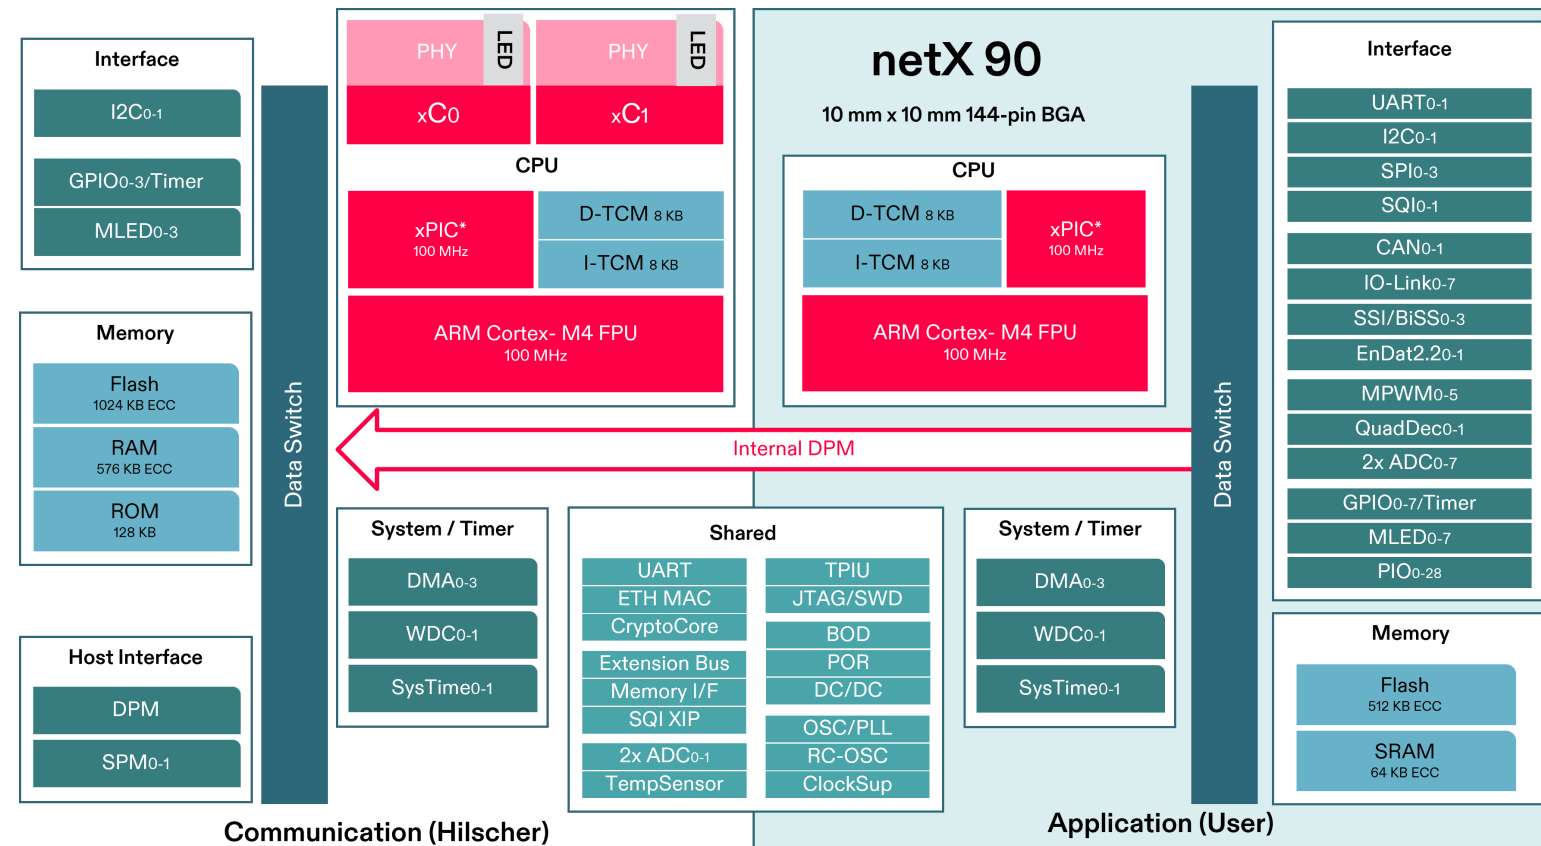 netX 90
10 mm x 10 mm 144-pin BGA
Interface
I2C0-1
GPIO0-3/Timer
MLED0-3
Memory
Flash
1024 KB ECC
RAM
576 KB ECC
ROM
128 KB
Host Interface
DPM
SPM0-1
Data Switch
PHY
LED
PHY
LED
xC0
xC1
CPU
xPIC*
100 MHz
D-TCM 8 KB
I-TCM 8 KB
ARM Cortex- M4 FPU
100 MHz
CPU
D-TCM 8 KB
I-TCM 8 KB
xPIC*
100 MHz
ARM Cortex- M4 FPU
100 MHz
Internal DPM
System / Timer
DMA0-3
WDC0-1
SysTime0-1
Shared
UART
ETH MAC
CryptoCore
Extension Bus
Memory I/F
SQI XIP
2x ADC0-1
TempSensor
TPIU
JTAG/SWD
BOD
POR
DC/DC
OSC/PLL
RC-OSC
ClockSup
System / Timer
DMA0-3
WDC0-1
SysTime0-1
Data Switch
Interface
UART0-1
I2C0-1
SPI0-3
SQI0-1
CAN0-1
IO-Link0-7
SSI/BiSS0-3
EnDat2.20-1
MPWM0-5
QuadDec0-1
2x ADC0-7
GPIO0-7/Timer
MLED0-7
PIO0-28
Memory
Flash
512 KB ECC
SRAM
64 KB ECC
Communication (Hilscher)
Application (User)